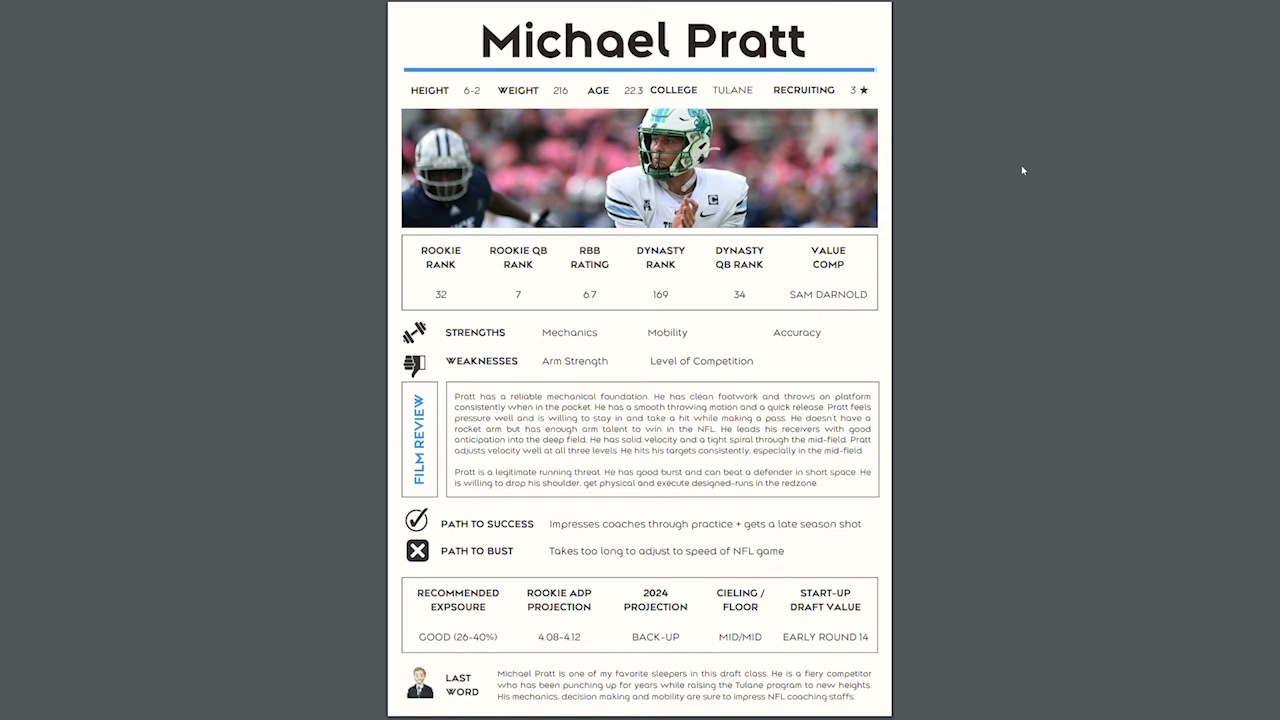 Michael Pratt
HEIGHT 6-2 WEIGHT 216 AGE 22.3 COLLEGE TULANE RECRUITING 3 ★
ROOKIE RANK ROOKIE QB RANK RBB RATING DYNASTY RANK DYNASTY QB RANK VALUE COMP
32 7 6.7 169 34 SAM DARNOLD
STRENGTHS Mechanics Mobility Accuracy
WEAKNESSES Arm Strength Level of Competition
FILM REVIEW
Pratt has a reliable mechanical foundation. He has clean footwork and throws on platform
consistently when in the pocket. He has a smooth throwing motion and a quick release. Pratt feels
pressure well and is willing to stay in and take a hit while making a pass. He doesn't have a
rocket arm but has enough arm talent to win in the NFL. He leads his receivers with good
anticipation into the deep field. He has solid velocity and a tight spiral through the mid-field. Pratt
adjusts velocity well at all three levels. He hits his targets consistently, especially in the mid-field.
Pratt is a legitimate running threat. He has good burst and can beat a defender in short space. He
is willing to drop his shoulder, get physical and execute designed-runs in the redzone.
PATH TO SUCCESS Impresses coaches through practice + gets a late season shot
PATH TO BUST Takes too long to adjust to speed of NFL game
RECOMMENDED EXPSOURE ROOKIE ADP PROJECTION 2024 PROJECTION CIELING / FLOOR START-UP DRAFT VALUE
GOOD (26-40%) 4.08-4.12 BACK-UP MID/MID EARLY ROUND 14
LAST WORD
Michael Pratt is one of my favorite sleepers in this draft class. He is a fiery competitor
who has been punching up for years while raising the Tulane program to new heights.
His mechanics, decision making and mobility are sure to impress NFL coaching staffs.